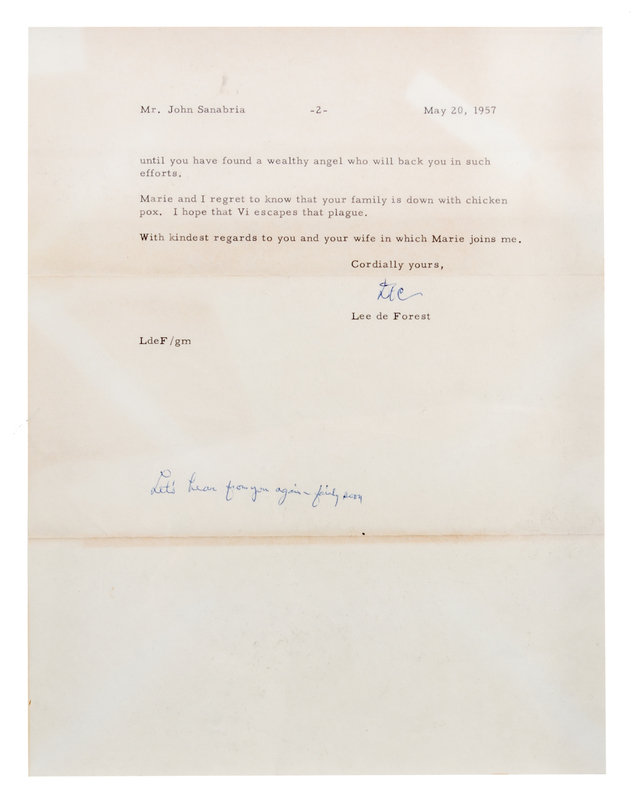 Mr. John Sanabria -2- May 20, 1957
until you have found a wealthy angel who will back you in such
efforts.
Marie and I regret to know that your family is down with chicken
pox. I hope that Vi escapes that plague.
With kindest regards to you and your wife in which Marie joins me.
Cordially yours,
Lee de Forest
LdeF/gm
Let's hear from you again - fairly soon